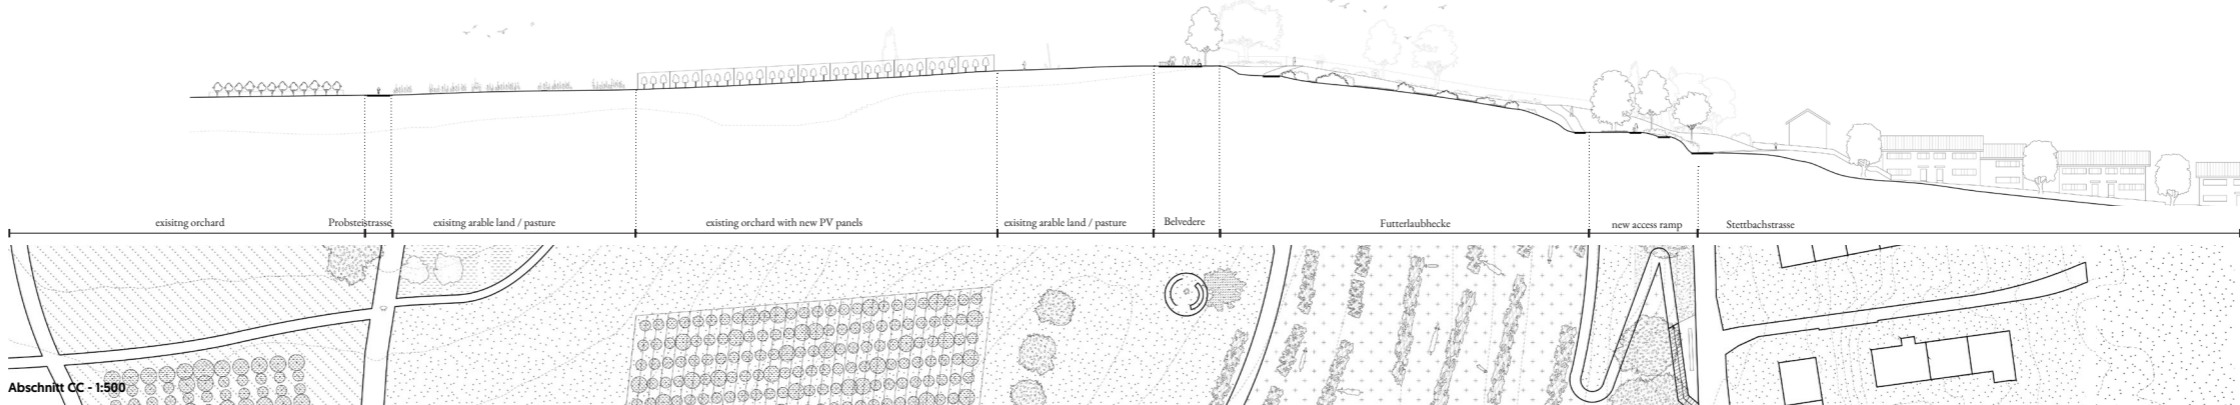 exisitng orchard
Probsteistrasse
exisitng arable land / pasture
existing orchard with new PV panels
exisitng arable land / pasture
Belvedere
Futterlaubhecke
new access ramp
Stettbachstrasse
Abschnitt CC - 1:500